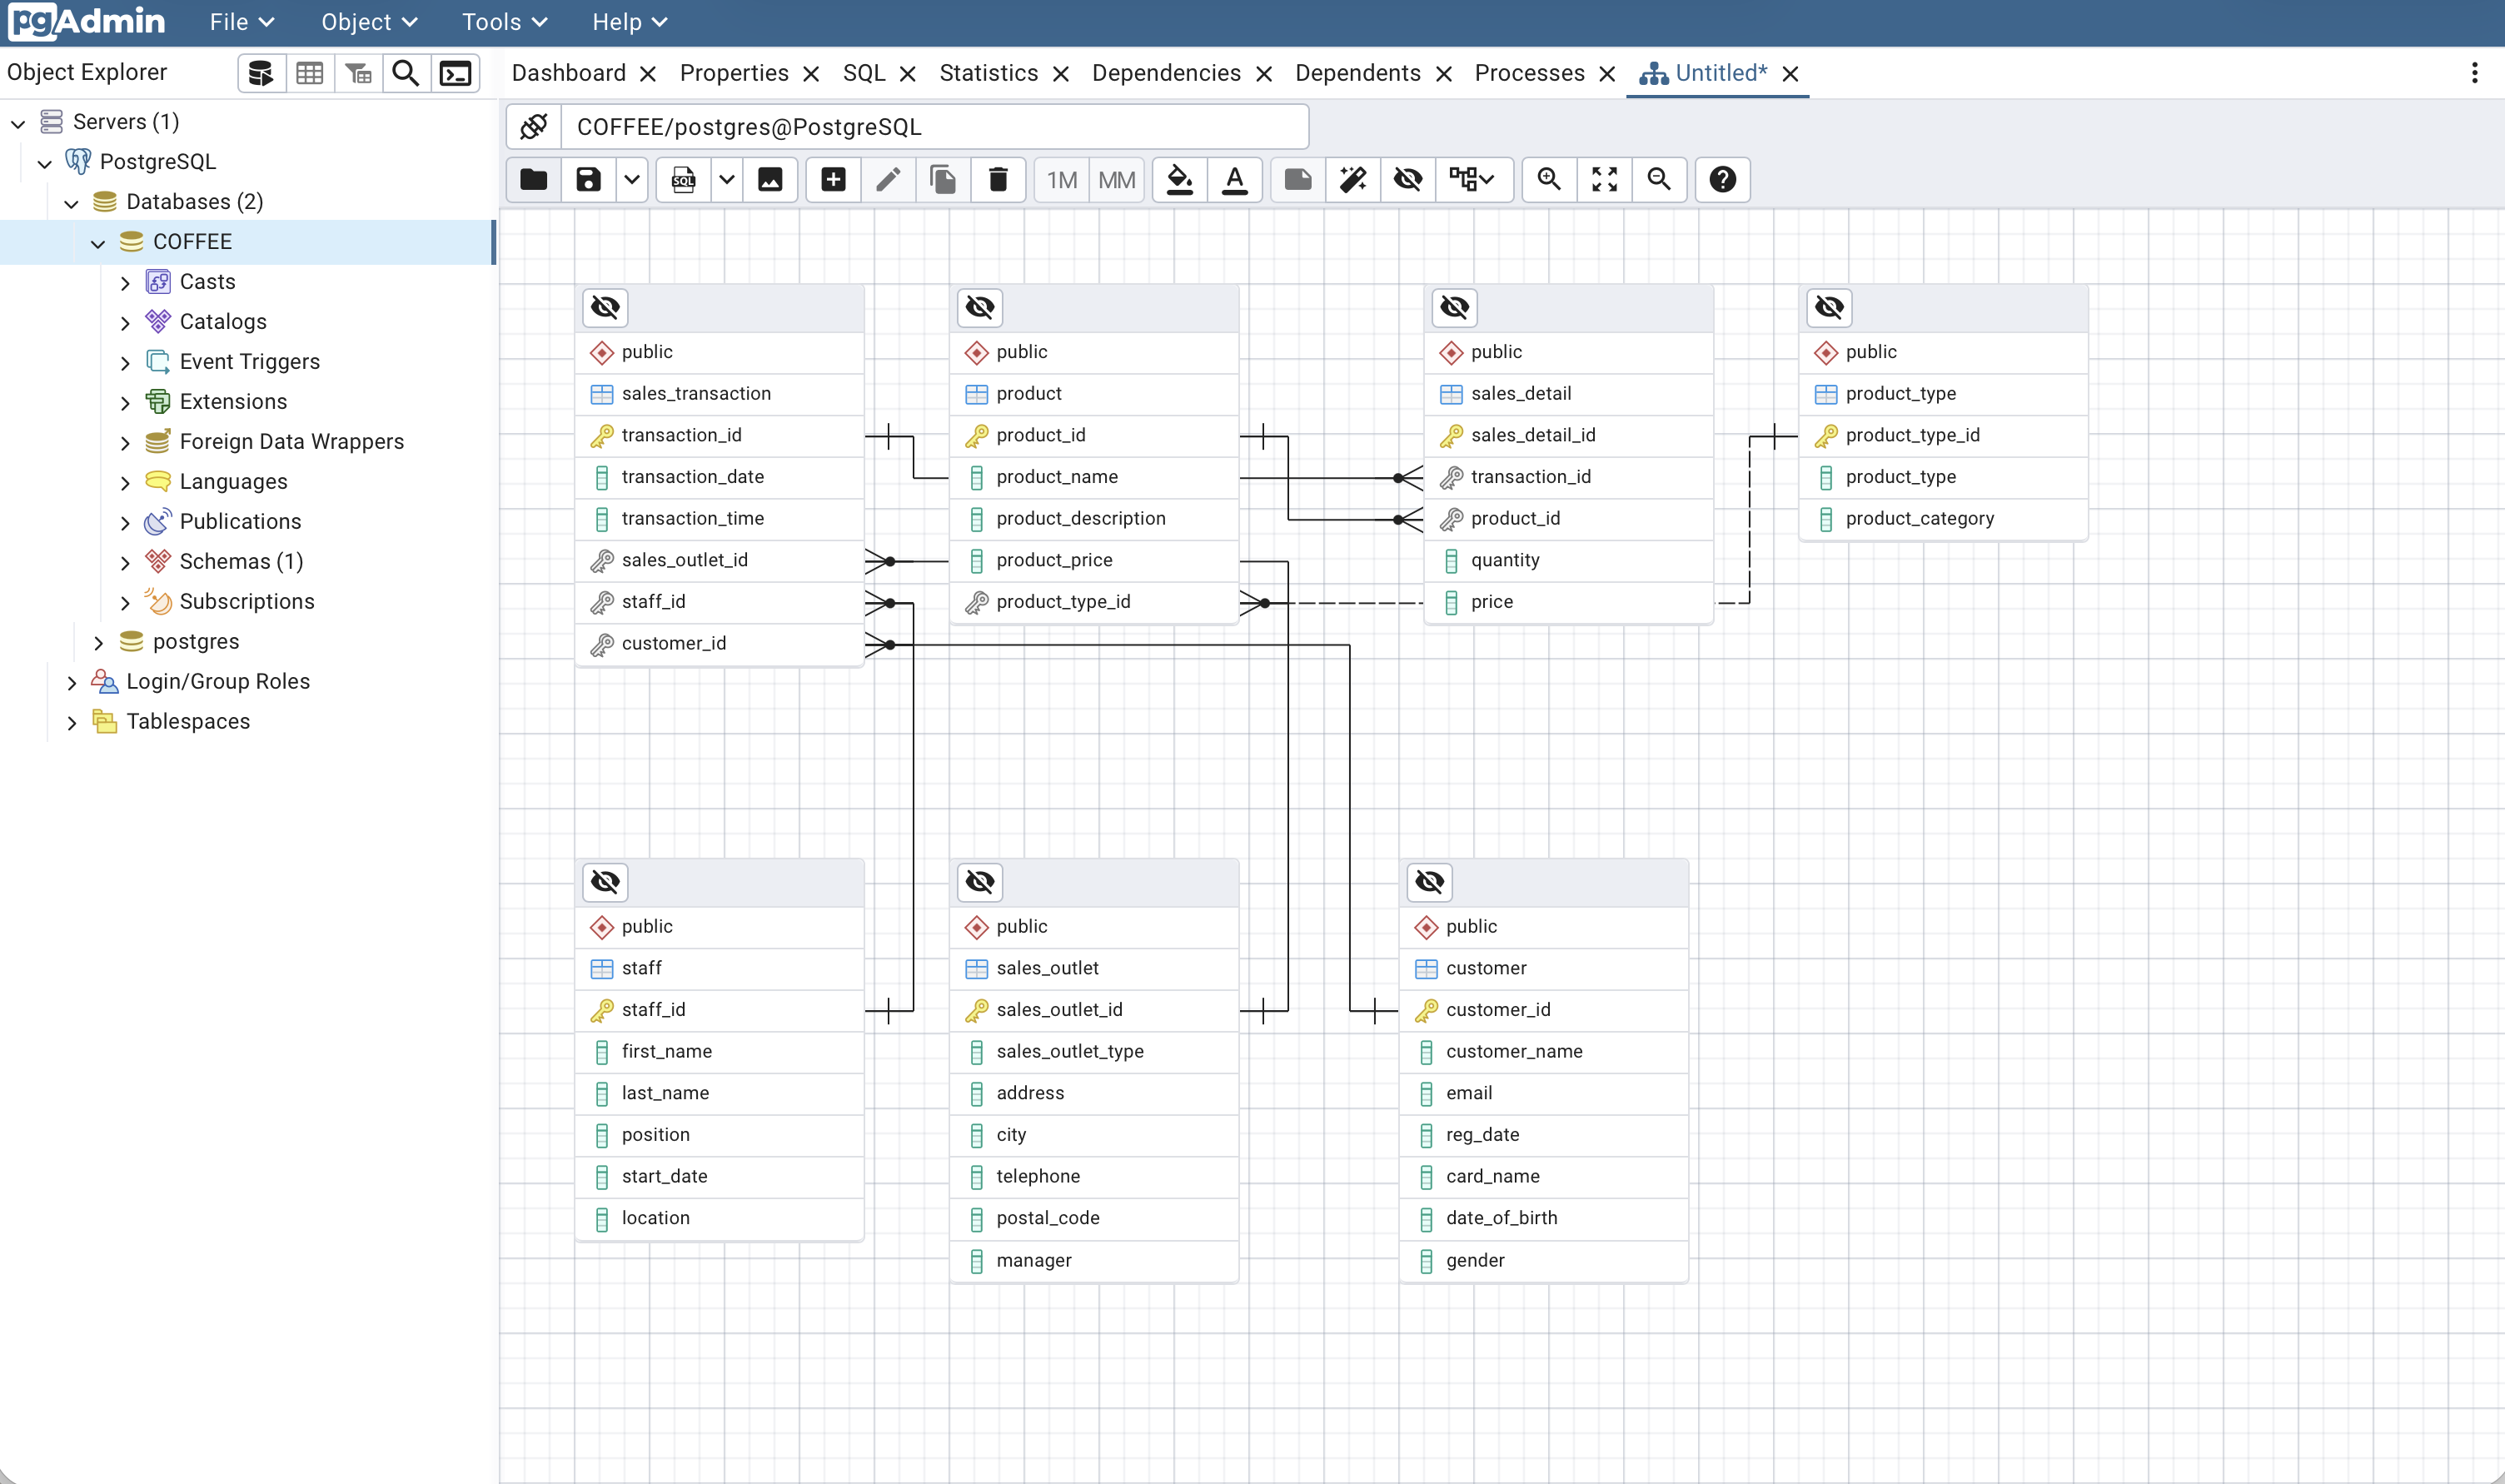 pgAdmin File Object Tools Help
Object Explorer
Dashboard Properties SQL Statistics Dependencies Dependents Processes Untitled*
COFFEE/postgres@PostgreSQL
SQL 1M MM A
Servers (1)
PostgreSQL
Databases (2)
COFFEE
Casts
Catalogs
Event Triggers
Extensions
Foreign Data Wrappers
Languages
Publications
Schemas (1)
Subscriptions
postgres
Login/Group Roles
Tablespaces
public
sales_transaction
transaction_id
transaction_date
transaction_time
sales_outlet_id
staff_id
customer_id
public
product
product_id
product_name
product_description
product_price
product_type_id
public
sales_detail
sales_detail_id
transaction_id
product_id
quantity
price
public
product_type
product_type_id
product_type
product_category
public
staff
staff_id
first_name
last_name
position
start_date
location
public
sales_outlet
sales_outlet_id
sales_outlet_type
address
city
telephone
postal_code
manager
public
customer
customer_id
customer_name
email
reg_date
card_name
date_of_birth
gender